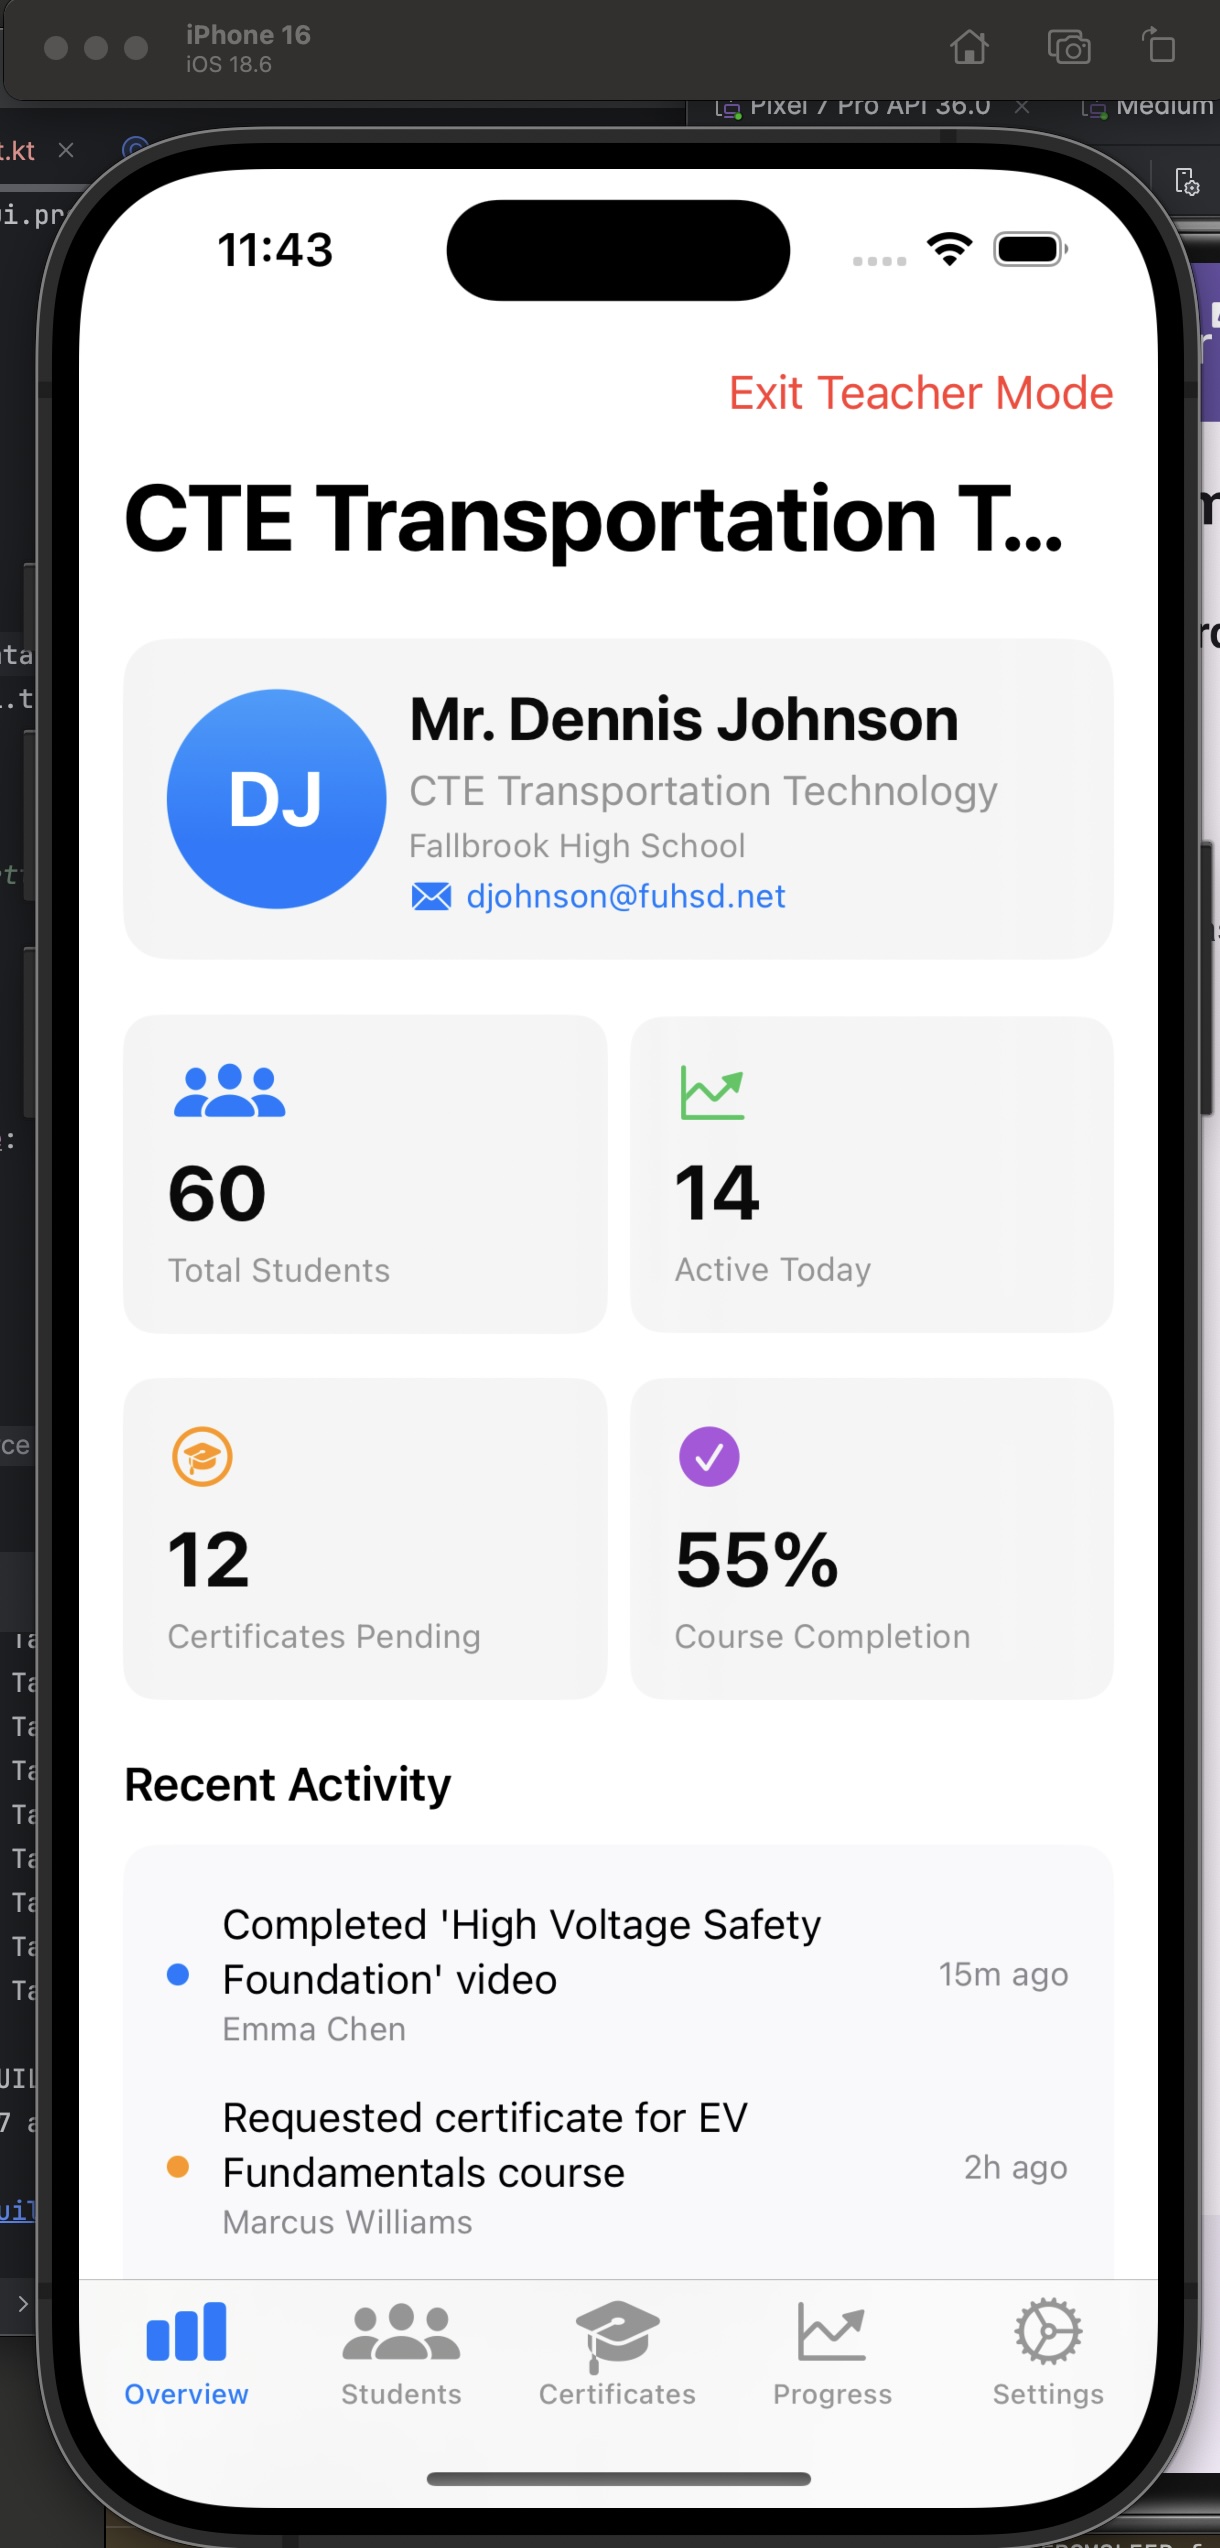 iPhone 16
iOS 18.6
Pixel 7 Pro API 36.0
Medium
t.kt
11:43
Exit Teacher Mode
CTE Transportation T...
DJ
Mr. Dennis Johnson
CTE Transportation Technology
Fallbrook High School
djohnson@fuhsd.net
60
Total Students
14
Active Today
12
Certificates Pending
55%
Course Completion
Recent Activity
Completed 'High Voltage Safety
Foundation' video
15m ago
Emma Chen
Requested certificate for EV
Fundamentals course
2h ago
Marcus Williams
Overview
Students
Certificates
Progress
Settings